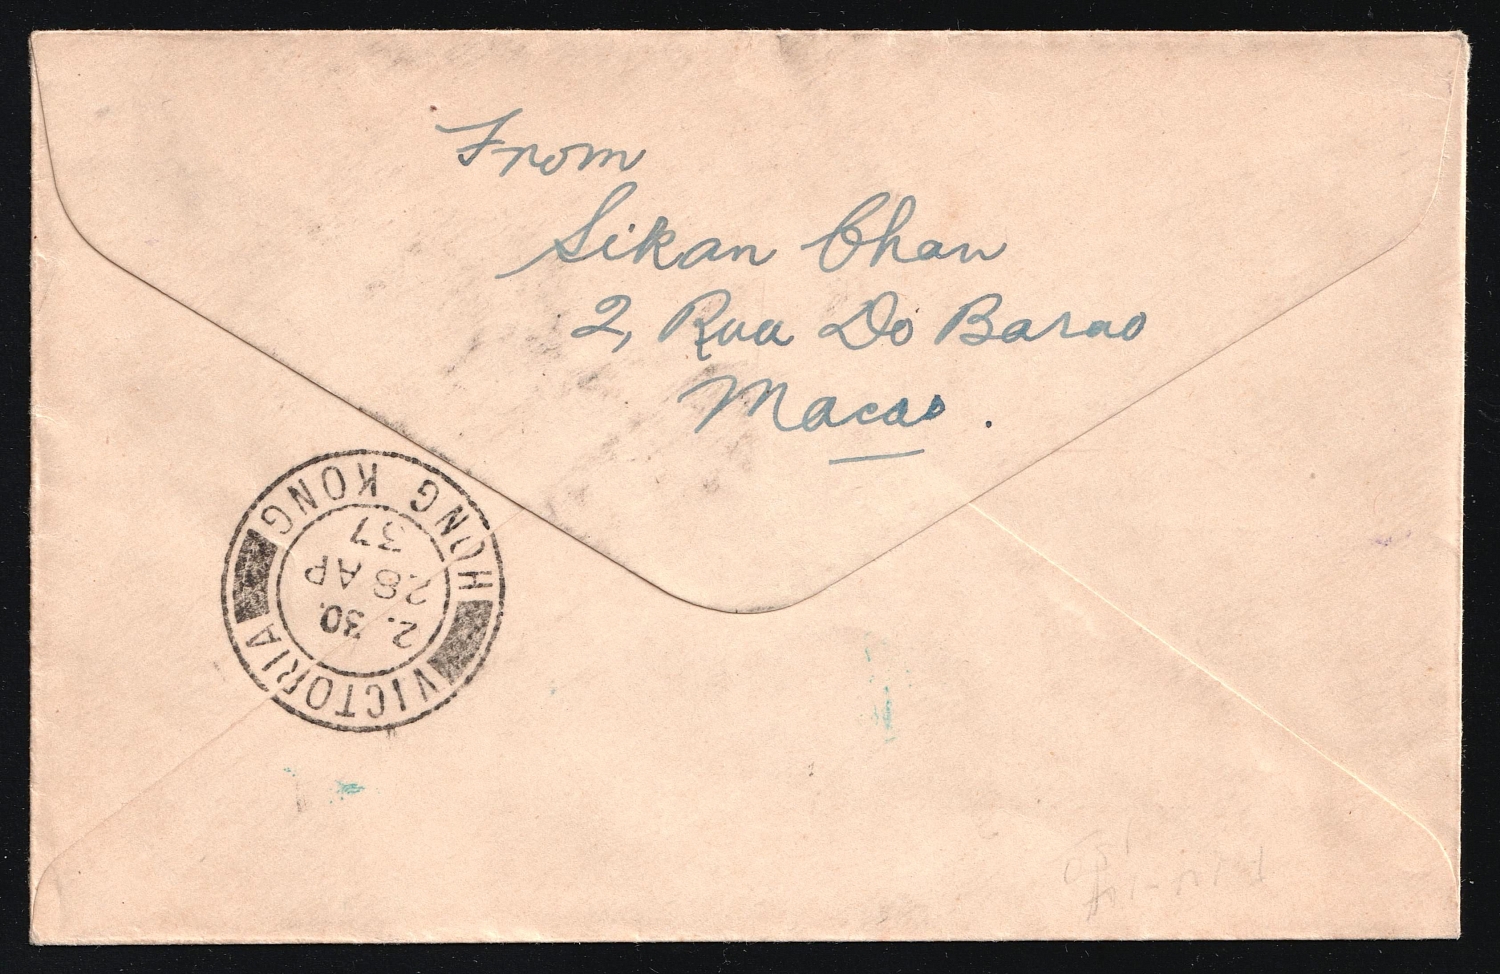 From
Sikan Chan
2, Rua Do Barao
Macao.
VICTORIA
2. 30.
28 AP
37
HONG KONG